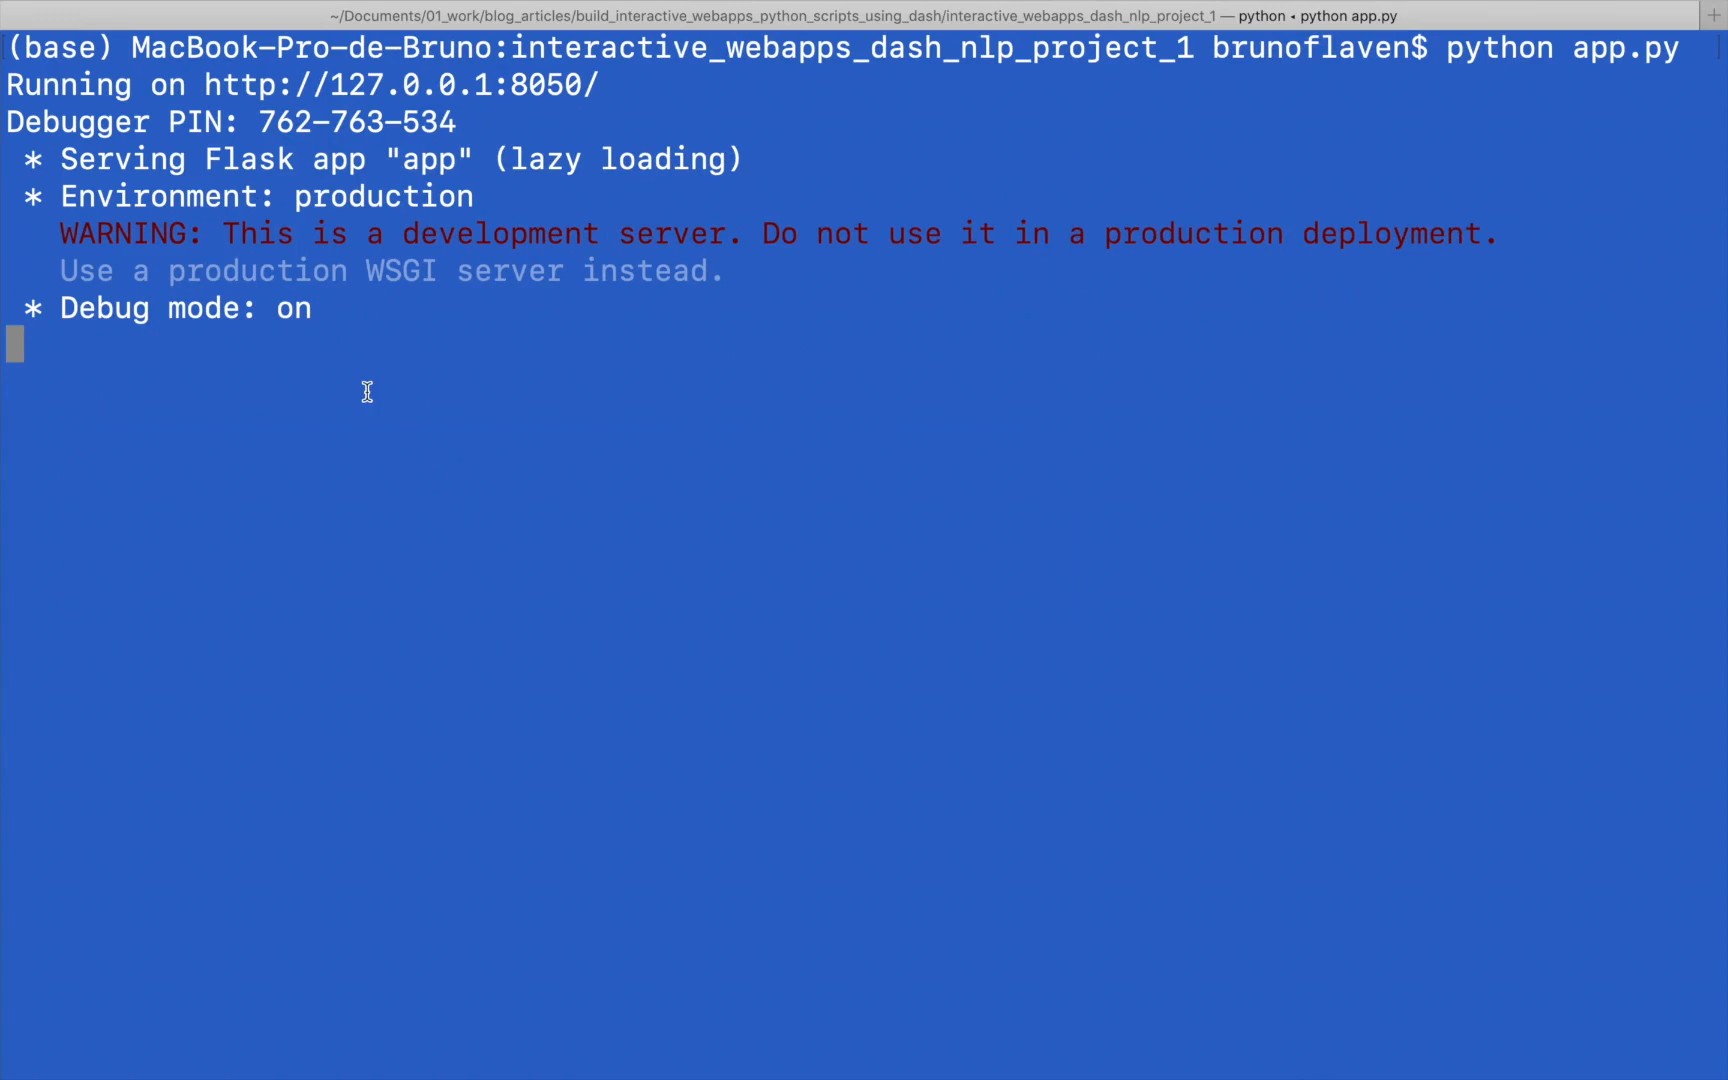 ~/Documents/01_work/blog_articles/build_interactive_webapps_python_scripts_using_dash/interactive_webapps_dash_nlp_project_1 — python ◂ python app.py
(base) MacBook-Pro-de-Bruno:interactive_webapps_dash_nlp_project_1 brunoflaven$ python app.py
Running on http://127.0.0.1:8050/
Debugger PIN: 762-763-534
* Serving Flask app "app" (lazy loading)
* Environment: production
WARNING: This is a development server. Do not use it in a production deployment.
Use a production WSGI server instead.
* Debug mode: on